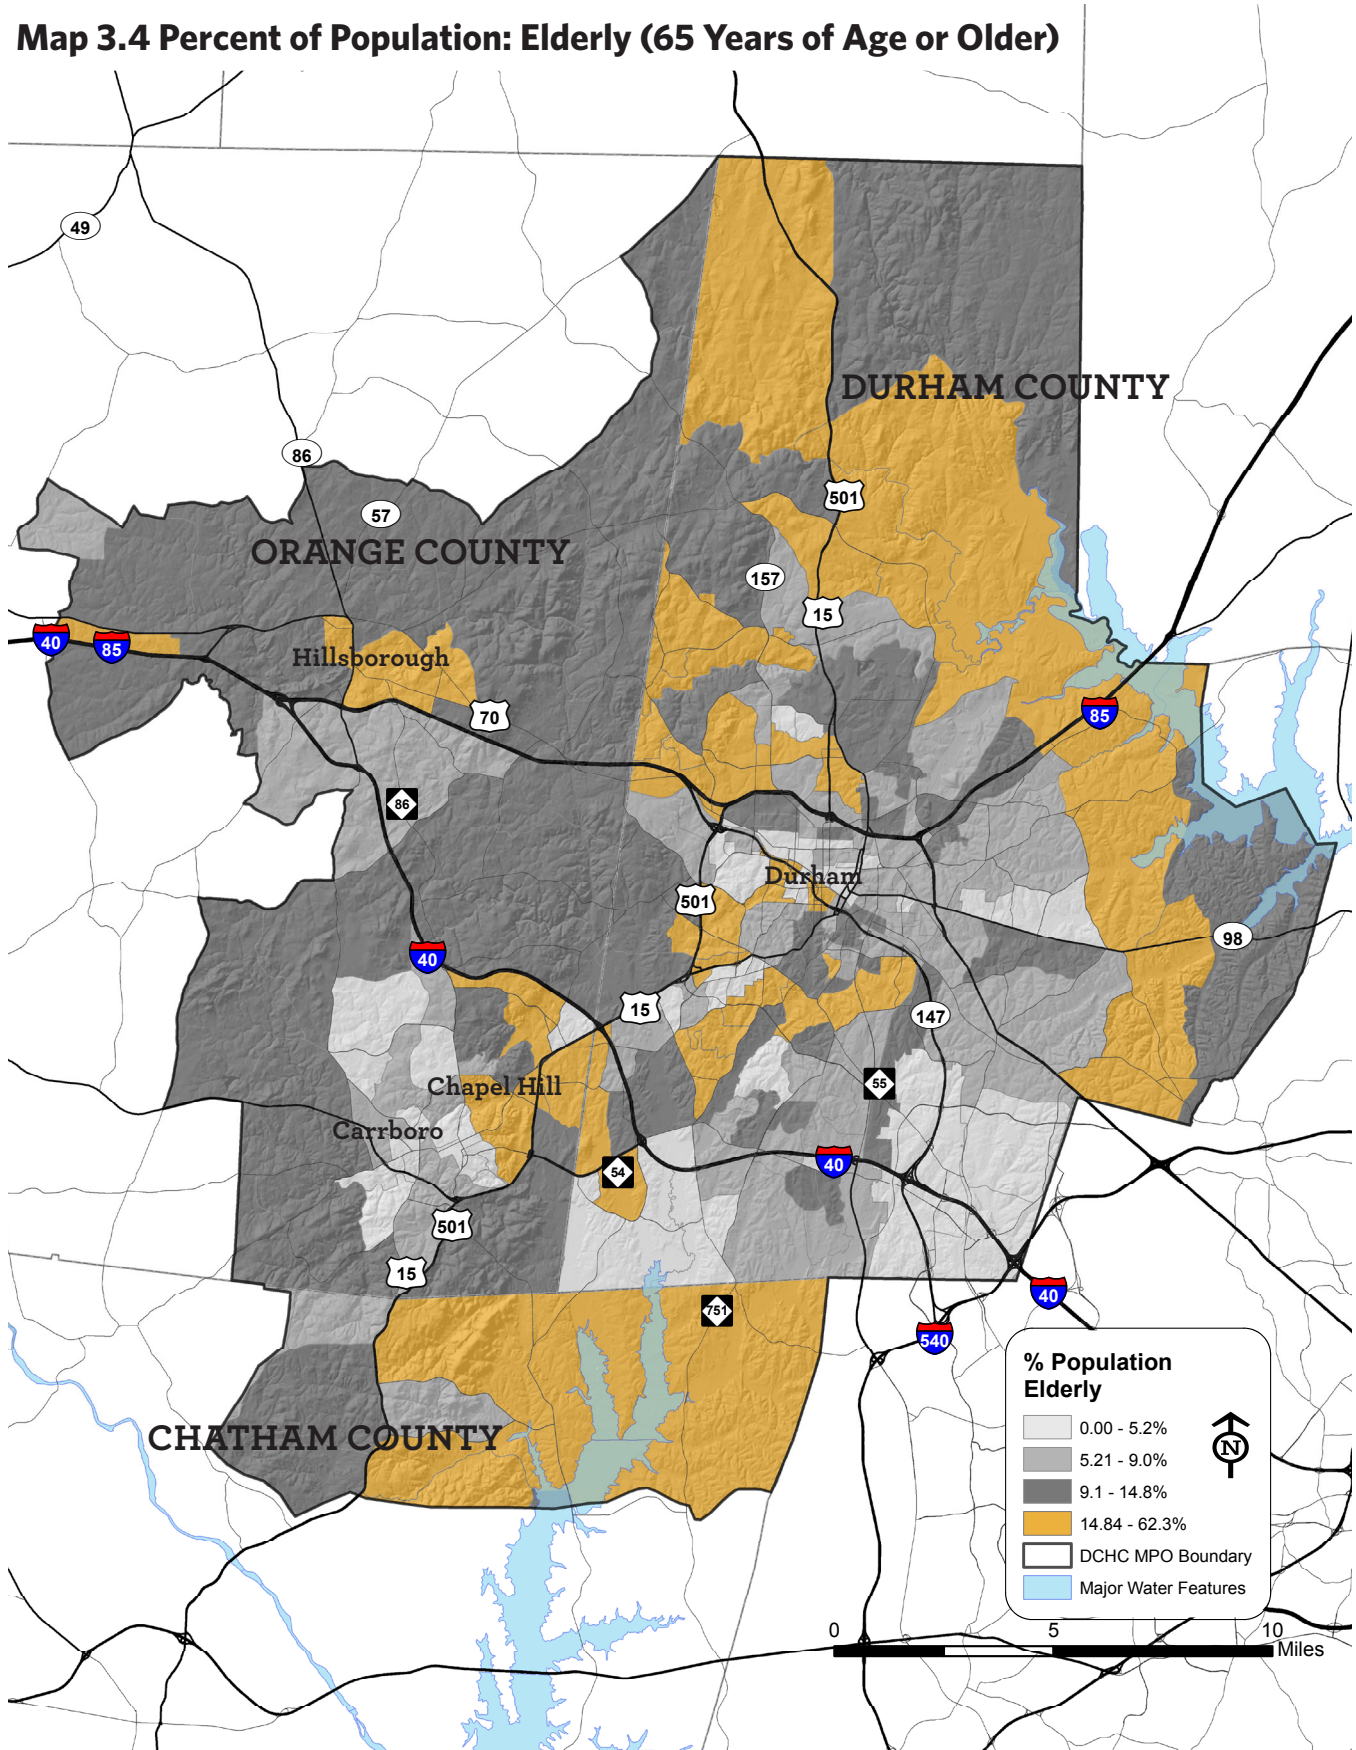 Map 3.4 Percent of Population: Elderly (65 Years of Age or Older)
49
DURHAM COUNTY
86
501
57
ORANGE COUNTY
157
15
40
85
Hillsborough
70
85
86
Durham
501
98
40
15
147
55
Chapel Hill
Carrboro
40
54
501
15
40
751
540
% Population
Elderly
0.00 - 5.2%
5.21 - 9.0%
9.1 - 14.8%
14.84 - 62.3%
DCHC MPO Boundary
Major Water Features
N
CHATHAM COUNTY
0 5 10
Miles